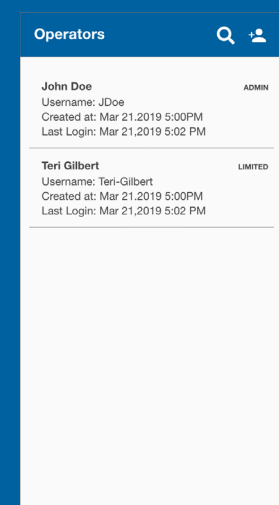 Operators
John Doe ADMIN
Username: JDoe
Created at: Mar 21.2019 5:00PM
Last Login: Mar 21,2019 5:02 PM
Teri Gilbert LIMITED
Username: Teri-Gilbert
Created at: Mar 21.2019 5:00PM
Last Login: Mar 21,2019 5:02 PM